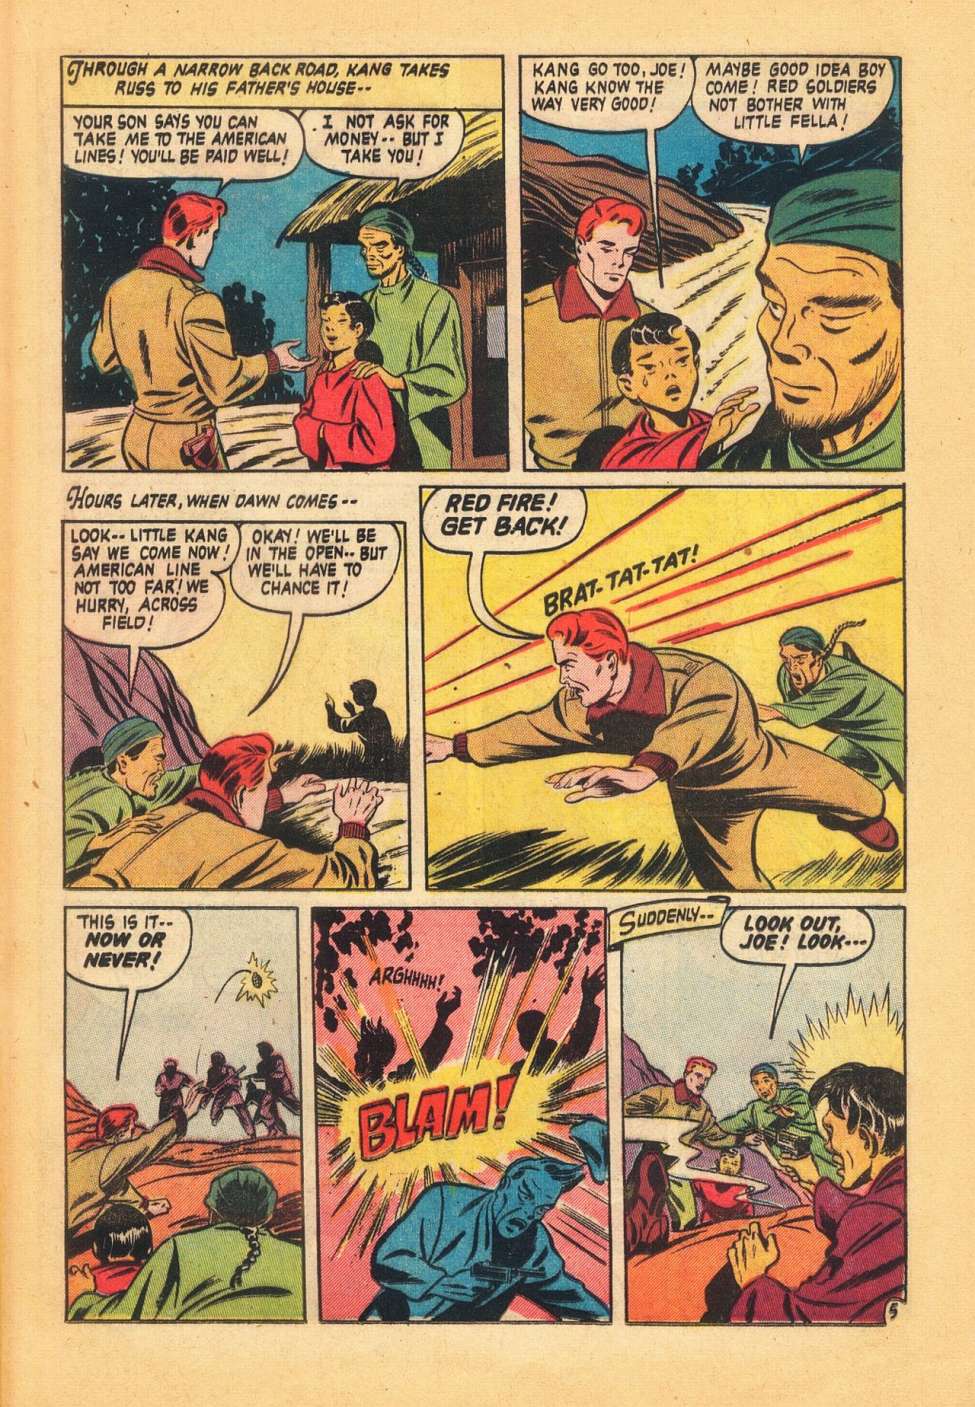 THROUGH A NARROW BACK ROAD, KANG TAKES
RUSS TO HIS FATHER'S HOUSE--
YOUR SON SAYS YOU CAN
TAKE ME TO THE AMERICAN
LINES! YOU'LL BE PAID WELL!
I NOT ASK FOR
MONEY-- BUT I
TAKE YOU!
KANG GO TOO, JOE!
KANG KNOW THE
WAY VERY GOOD!
MAYBE GOOD IDEA BOY
COME! RED SOLDIERS
NOT BOTHER WITH
LITTLE FELLA!
HOURS LATER, WHEN DAWN COMES--
LOOK-- LITTLE KANG
SAY WE COME NOW!
AMERICAN LINE
NOT TOO FAR! WE
HURRY, ACROSS
FIELD!
OKAY! WE'LL BE
IN THE OPEN-- BUT
WE'LL HAVE TO
CHANCE IT!
RED FIRE!
GET BACK!
BRAT-TAT-TAT!
THIS IS IT--
NOW OR
NEVER!
ARGHHHH!
BLAM!
SUDDENLY--
LOOK OUT,
JOE! LOOK---
5